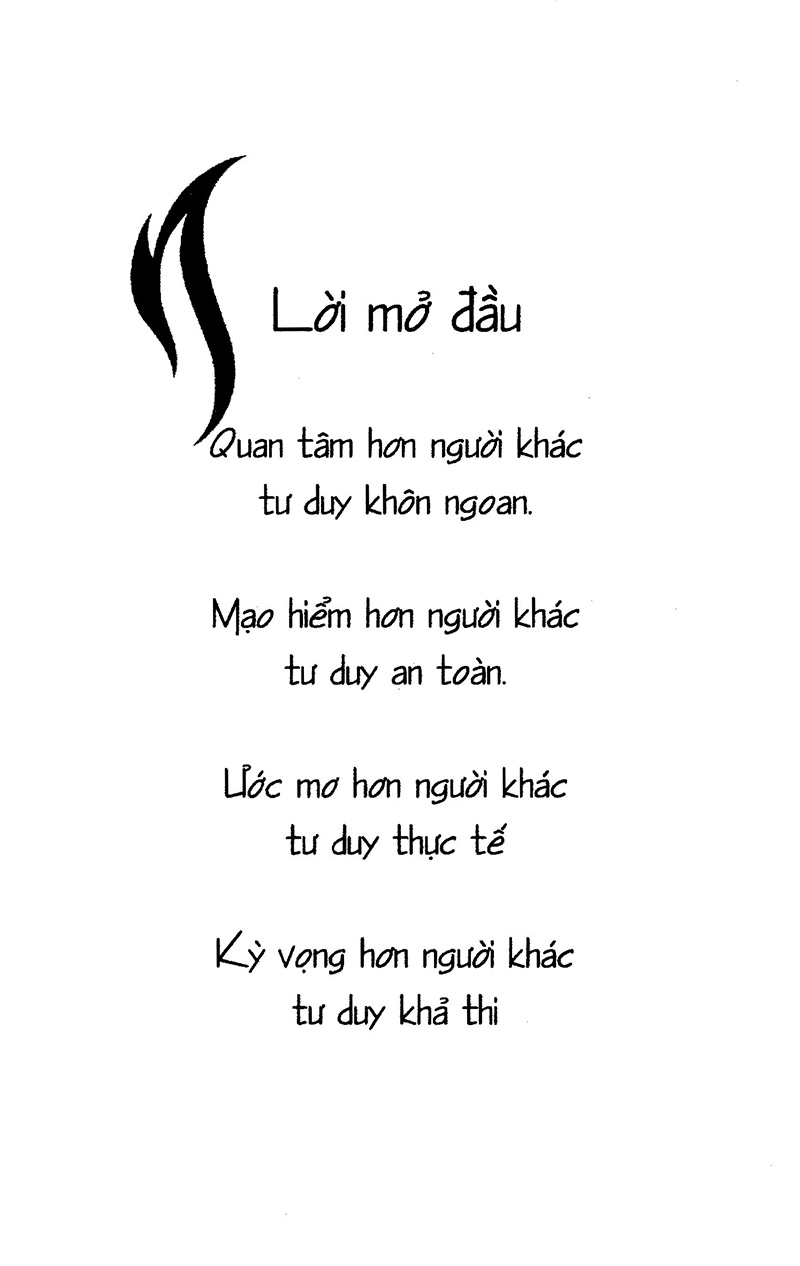 Lời mở đầu
Quan tâm hơn người khác
tư duy khôn ngoan.
Mạo hiểm hơn người khác
tư duy an toàn.
Ước mơ hơn người khác
tư duy thực tế
Kỳ vọng hơn người khác
tư duy khả thi